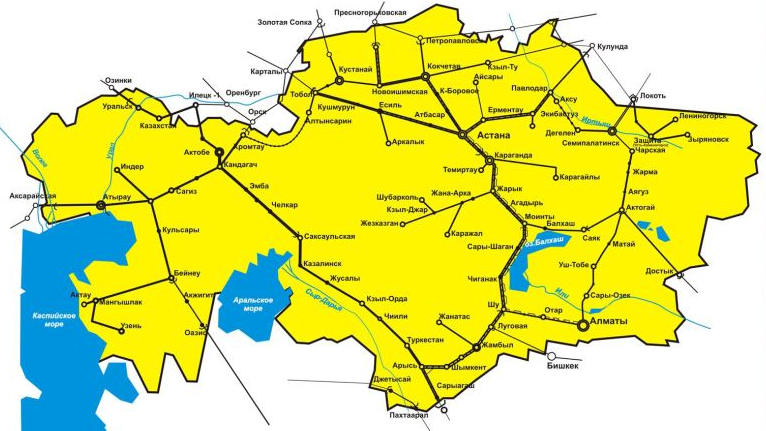 Пресногорьковская
Золотая Сопка
Петропавловск
Кулунда
Карталы
Кустанай
Кокчетав
Кзыл-Ту
Айсары
Озинки
Илецк -1
Оренбург
Тобол
Новоишимская
К-Боровое
Павлодар
Аксу
Локоть
Уральск
Орск
Кушмурун
Есиль
Атбасар
Ерментау
Экибастуз
Иртыш
Лениногорск
Казахстан
Алтынсарин
Астана
Дегелен
Защита
Зыряновск
Кромтау
Аркалык
Семипалатинск
Чарская
Волга
урал
Актобе
Караганда
Индер
Кандагач
Темиртау
Карагайлы
Жарма
Аксарайская
Атырау
Сагиз
Эмба
Шубарколь
Жана-Арка
Жарык
Аягуз
Челкар
Кзыл-Джар
Агадырь
Актогай
Жезказган
Моинты
Балхаш
Кульсары
Саксаульская
Каражал
Сары-Шаган
оз.Балхаш
Саяк
Матай
Казалинск
Уш-Тобе
Достык
Бейнеу
Жусалы
Чиганак
Или
Сары-Озек
Актау
Мангышлак
Акжигит
Аральское
море
Сыр-Дарья
Кзыл-Орда
Шу
Отар
Каспийское
море
Узень
Оазис
Чиили
Жанатас
Луговая
Алматы
Туркестан
Жамбыл
Арысь
Шымкент
Бишкек
Джетысай
Сарыагаш
Пахтаарал